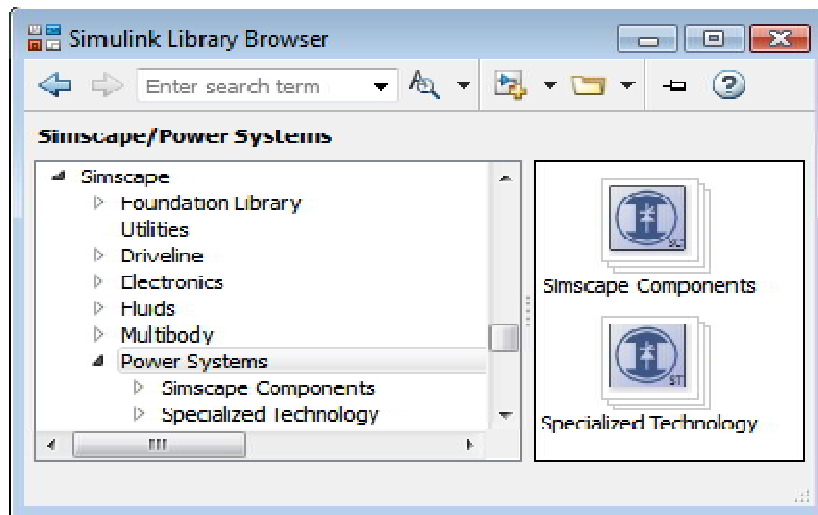 Simulink Library Browser
Enter search term
Simscape/Power Systems
Simscape
Foundation Library
Utilities
Driveline
Electronics
Fluids
Multibody
Power Systems
Simscape Components
Specialized Technology
Simscape Components
ST
Specialized Technology